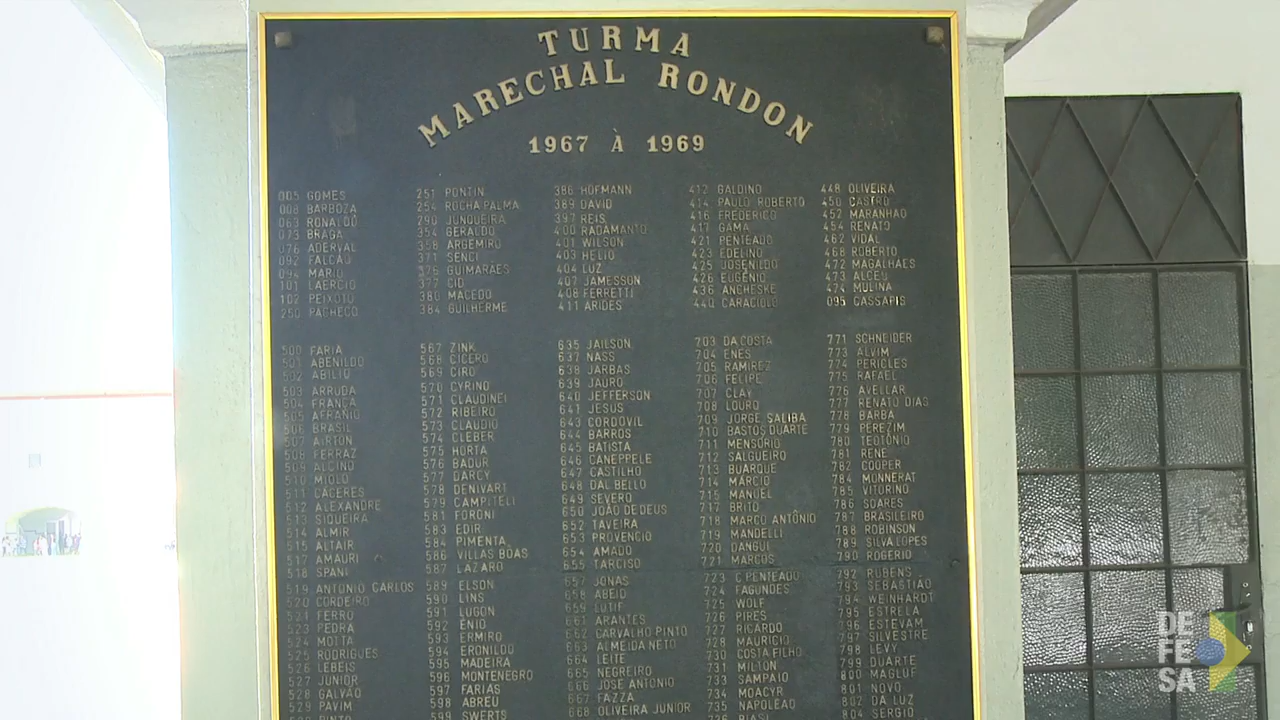 TURMA
MARECHAL RONDON
1967 À 1969
005 GOMES
008 BARBOZA
063 RONALDO
073 BRAGA
076 ADERVAL
092 FALCÃO
094 MARIO
101 LAERCIO
102 PEIXOTO
250 PACHECO
251 PONTIN
254 ROCHA PALMA
290 JUNQUEIRA
354 GERALDO
358 ARGEMIRO
371 SENCI
376 GUIMARÃES
377 CID
380 MACEDO
384 GUILHERME
386 HOFMANN
389 DAVID
397 REIS
400 RADAMANTO
401 WILSON
403 HELIO
404 LUZ
407 JAMESSON
408 FERRETTI
411 ARIDES
412 GALDINO
414 PAULO ROBERTO
416 FREDERICO
417 GAMA
421 PENTEADO
423 EDELINO
425 JOSENILDO
426 EUGÊNIO
436 ANCHESKE
440 CARACIOLO
448 OLIVEIRA
450 CASTRO
452 MARANHÃO
454 RENATO
462 VIDAL
468 ROBERTO
472 MAGALHAES
473 ALCEU
474 MOLINA
095 CASSAPIS
500 FARIA
501 ABENILDO
502 ABILIO
503 ARRUDA
504 FRANÇA
505 AFRANIO
506 BRASIL
507 AIRTON
508 FERRAZ
509 ALCINO
510 MIOLO
511 CÁCERES
512 ALEXANDRE
513 SIQUEIRA
514 ALMIR
515 ALTAIR
517 AMAURI
518 SPANI
519 ANTONIO CARLOS
520 CORDEIRO
521 FERRO
523 PEDRA
524 MOTTA
525 RODRIGUES
526 LEBEIS
527 JUNIOR
528 GALVÃO
529 PAVIM
567 ZINK
568 CICERO
569 CIRO
570 CYRINO
571 CLAUDINEI
572 RIBEIRO
573 CLAUDIO
574 CLEBER
575 HORTA
576 BADUR
577 DARCY
578 DENIVART
579 CAMPITELI
581 FORONI
583 EDIR
584 PIMENTA
586 VILLAS BÔAS
587 LAZARO
589 ELSON
590 LINS
591 LUGON
592 ENIO
593 ERMIRO
594 ERONILDO
595 MADEIRA
596 MONTENEGRO
597 FARIAS
598 ABREU
599 SWERTS
635 JAILSON
637 NASS
638 JARBAS
639 JAURO
640 JEFFERSON
641 JESUS
643 CORDOVIL
644 BARROS
645 BATISTA
646 CANEPPELE
647 CASTILHO
648 DAL BELLO
649 SEVERO
650 JOÃO DE DEUS
652 TAVEIRA
653 PROVENCIO
654 AMADO
655 TARCISO
657 JONAS
658 ABEID
659 LUTIF
661 ARANTES
662 CARVALHO PINTO
663 ALMEIDA NETO
664 LEITE
665 NEGREIRO
666 JOSÉ ANTONIO
667 FAZZA
668 OLIVEIRA JUNIOR
703 DA COSTA
704 ENES
705 RAMIREZ
706 FELIPE
707 CLAY
708 LOURO
709 JORGE SALIBA
710 BASTOS DUARTE
711 MENSÓRIO
712 SALGUEIRO
713 BUARQUE
714 MÁRCIO
715 MANOEL
717 BRITO
718 MARCO ANTÔNIO
719 MANDELLI
720 DANGUI
721 MARCOS
723 C PENTEADO
724 FAGUNDES
725 WOLF
726 PIRES
727 RICARDO
728 MAURICIO
730 COSTA FILHO
731 MILTON
733 SAMPAIO
734 MOACYR
735 NAPOLEÃO
736 BIASI
771 SCHNEIDER
773 ALVIM
774 PERICLES
775 RAFAEL
776 AVELLAR
777 RENATO DIAS
778 BARBA
779 PEREZIM
780 TEOTÔNIO
781 RENE
782 COOPER
784 MONNERAT
785 VITORINO
786 SOARES
787 BRASILEIRO
788 ROBINSON
789 SILVA LOPES
790 ROGERIO
792 RUBENS
793 SEBASTIÃO
794 WEINHARDT
795 ESTRELA
796 ESTEVAM
797 SILVESTRE
798 LEVY
799 DUARTE
800 MAGLUF
801 NOVO
802 DA LUZ
804 SERGIO
DE
FE
SA